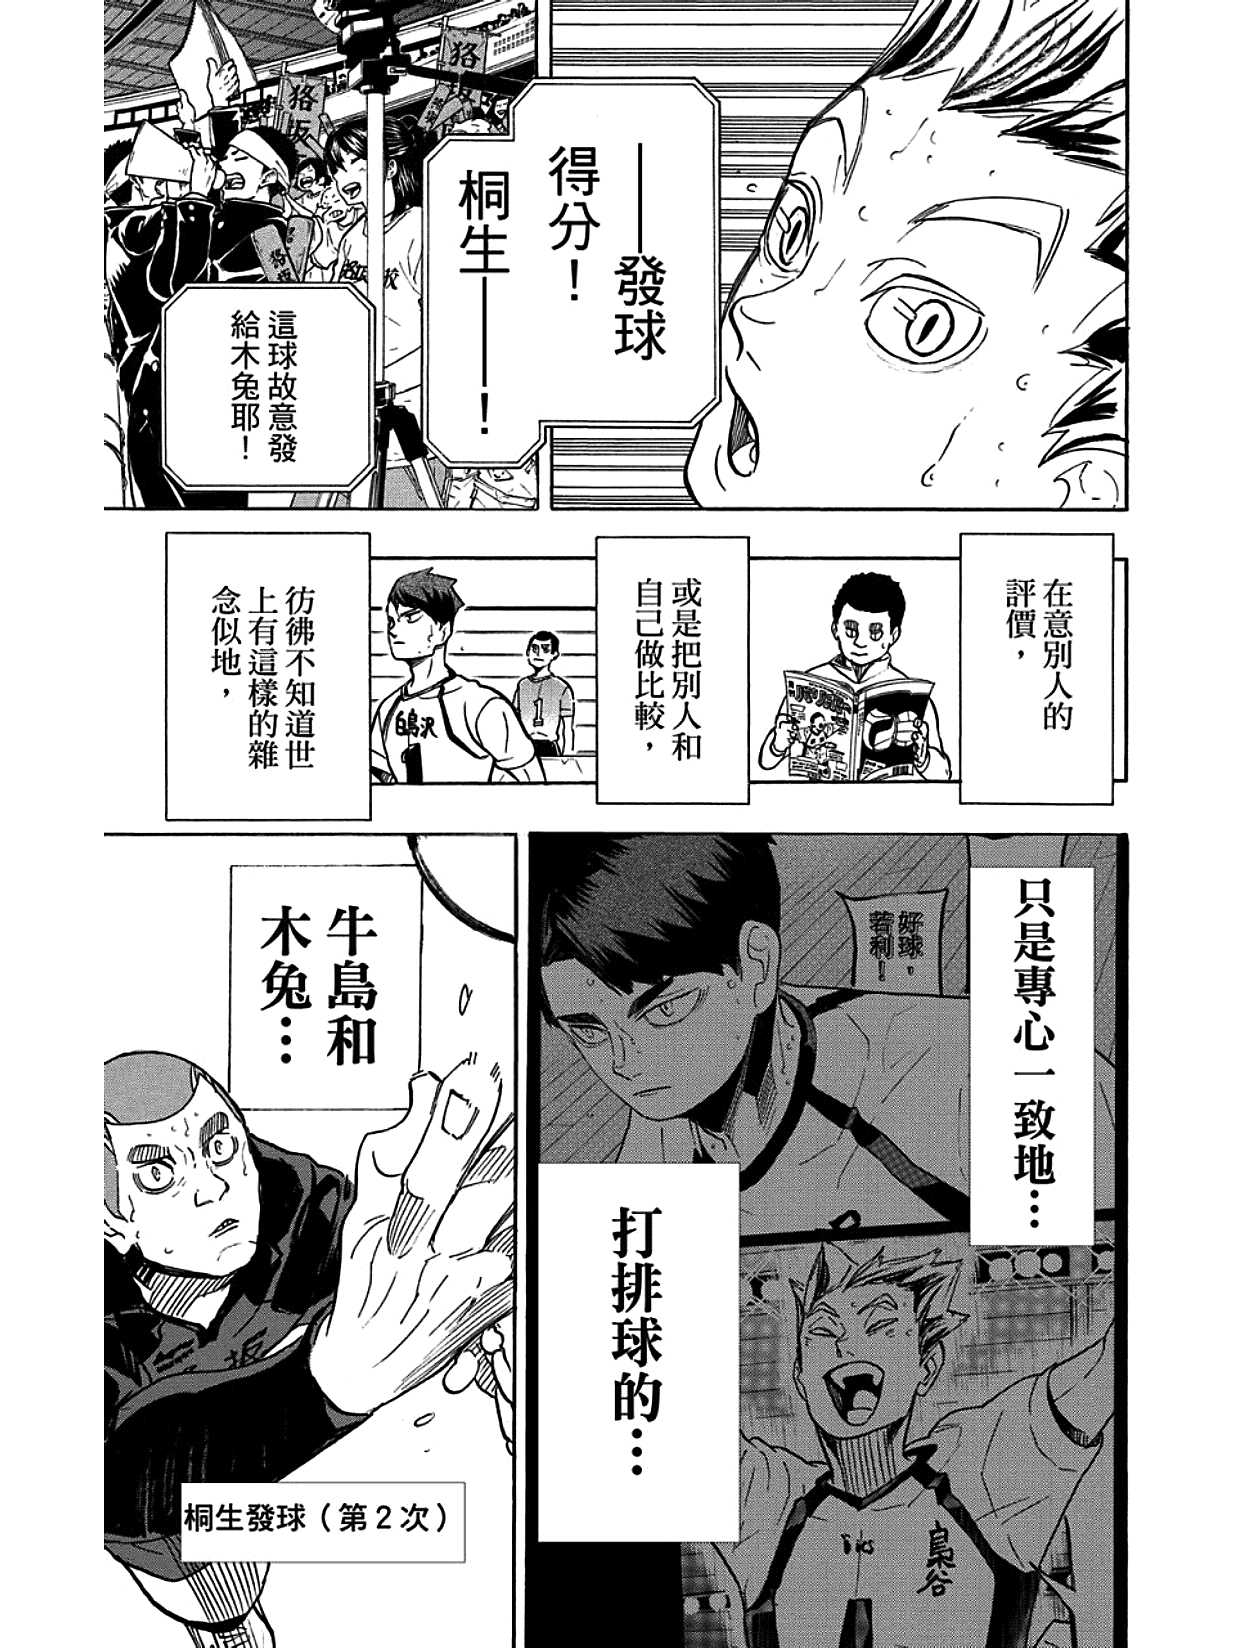 ——發球
得分！
桐生——！
狢坂
狢坂
這球故意發
給木兔耶！
在意別人的
評價，
或是把別人和
自己做比較，
1
白鳥沢
彷彿不知道世
上有這樣的雜
念似地，
只是專心一致地…
好球，
若利！
打排球的…
梟谷
牛島和
木兔…
桐生發球（第２次）